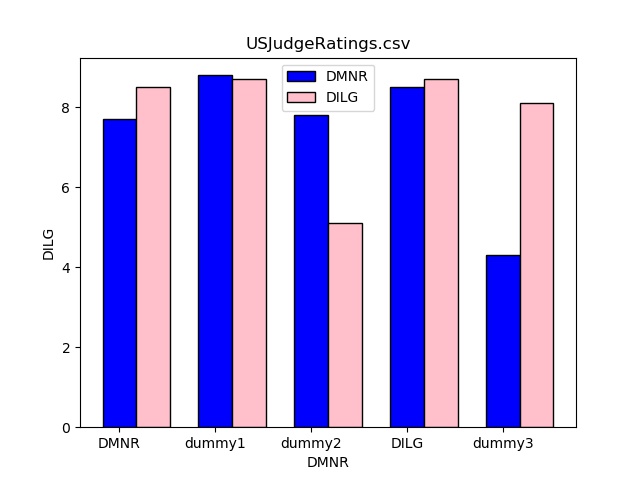 USJudgeRatings.csv
DMNR
DILG
8
6
4
2
0
DILG
DMNR dummy1 dummy2 DILG dummy3
DMNR